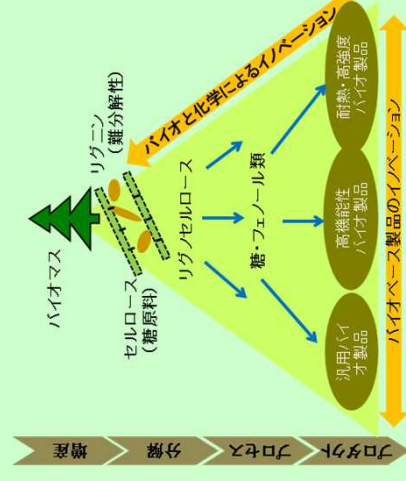 バイオマス
リグニン
(難分解性)
セルロース
(糖原料)
リグノセルロース
糖・フェノール類
バイオと化学によるイノベーション
汎用バイ
オ製品
高機能性
バイオ製品
耐熱・高強度
バイオ製品
バイオベース製品のイノベーション
増産
分解
プロセス
プロダクト